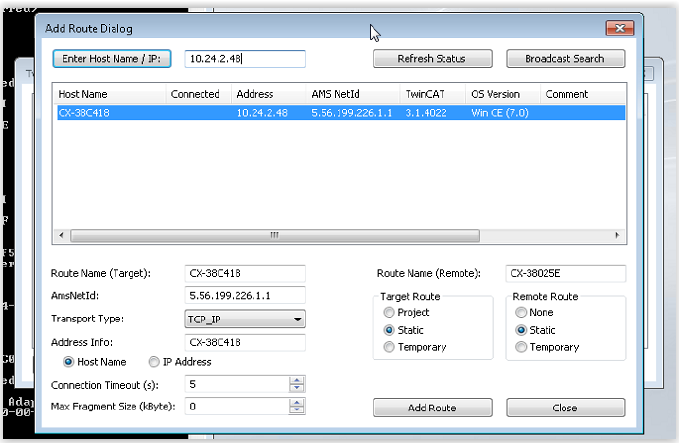 Add Route Dialog
Enter Host Name / IP: 10.24.2.48 Refresh Status Broadcast Search
Host Name Connected Address AMS NetId TwinCAT OS Version Comment
CX-38C418 10.24.2.48 5.56.199.226.1.1 3.1.4022 Win CE (7.0)
Route Name (Target): CX-38C418 Route Name (Remote): CX-38025E
AmsNetId: 5.56.199.226.1.1 Target Route Remote Route
Transport Type: TCP_IP Project None
Address Info: CX-38C418 Static Static
Host Name IP Address Temporary Temporary
Connection Timeout (s): 5
Max Fragment Size (kByte): 0 Add Route Close